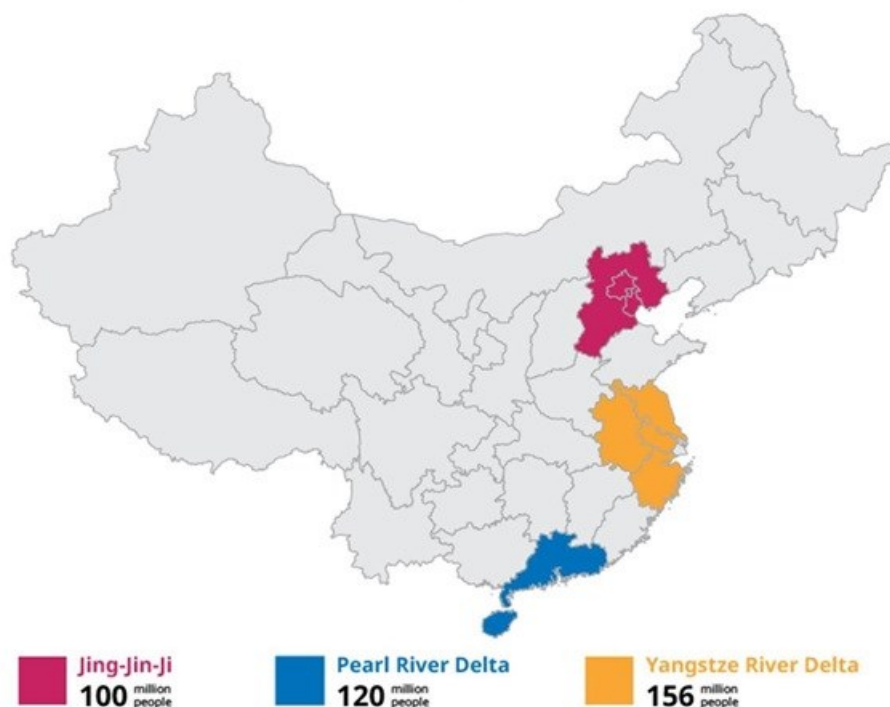 Jing-Jin-Ji
100 million people
Pearl River Delta
120 million people
Yangstze River Delta
156 million people